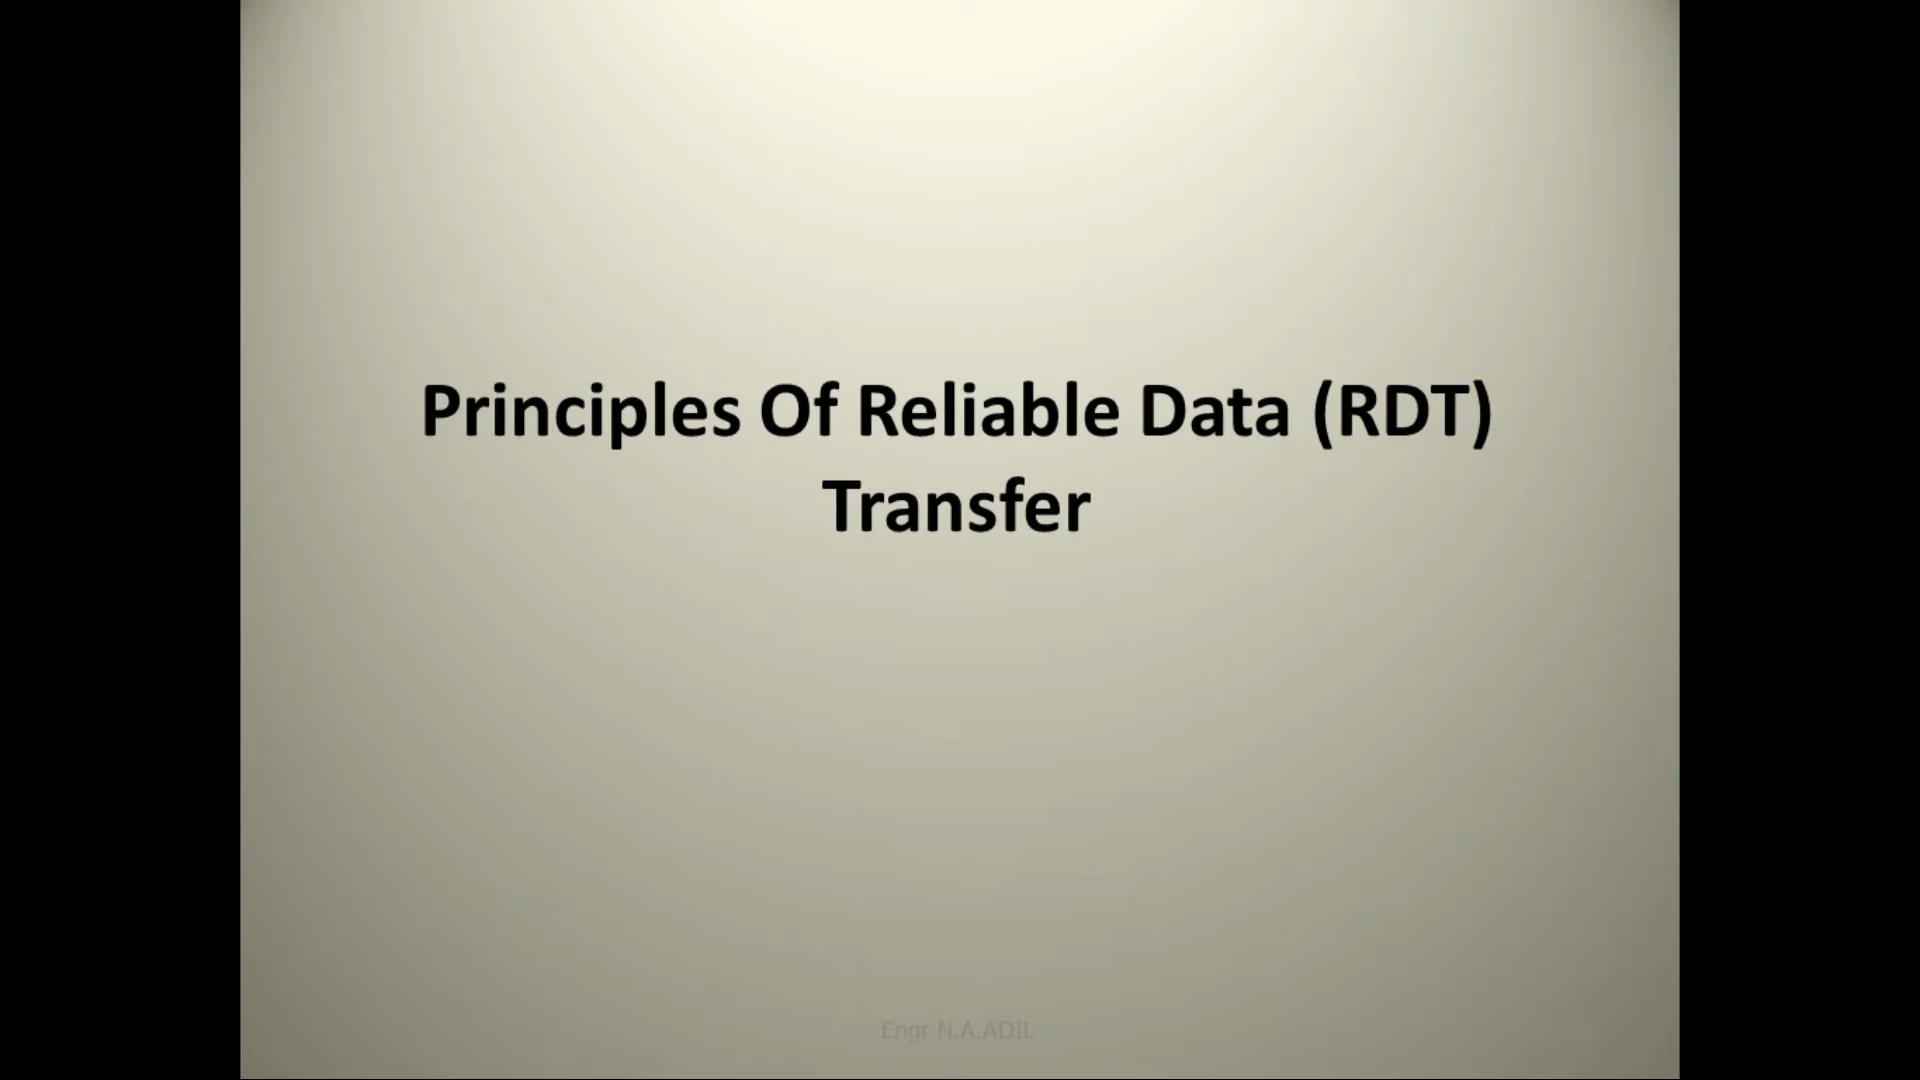 Principles Of Reliable Data (RDT)
Transfer
Engr N.A.ADIL